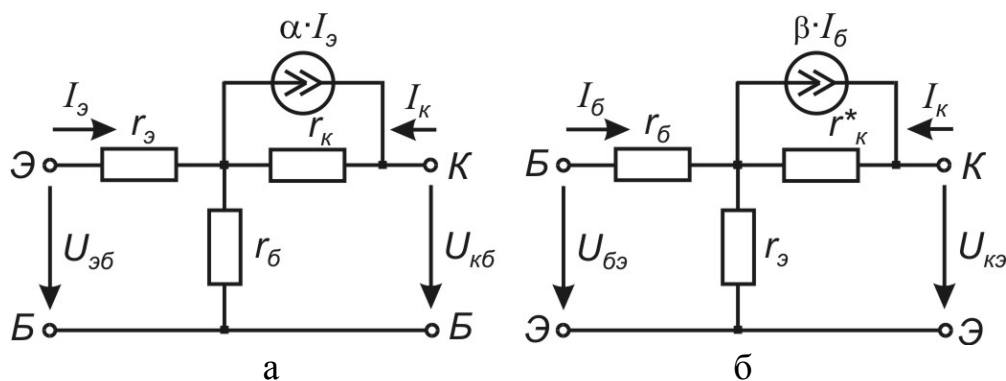 α·Iэ β·Iб
Iэ rэ rк Iк Iб rб r*к Iк
Э К Б К
Uэб rб Uкб Uбэ rэ Uкэ
Б Б Э Э
а б